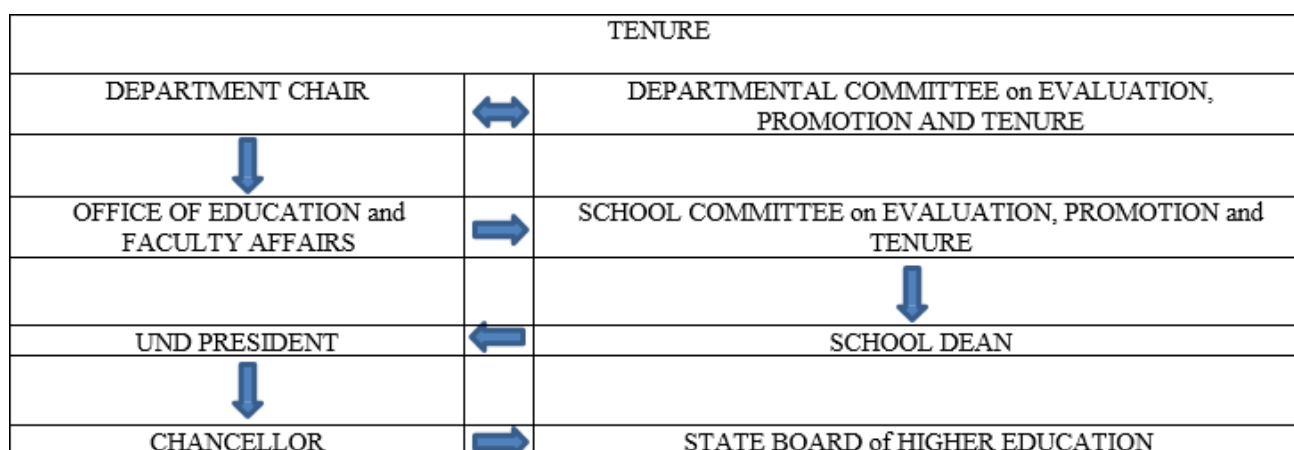 TENURE
DEPARTMENT CHAIR
DEPARTMENTAL COMMITTEE on EVALUATION,
PROMOTION AND TENURE
OFFICE OF EDUCATION and
FACULTY AFFAIRS
SCHOOL COMMITTEE on EVALUATION, PROMOTION and
TENURE
UND PRESIDENT
SCHOOL DEAN
CHANCELLOR
STATE BOARD of HIGHER EDUCATION